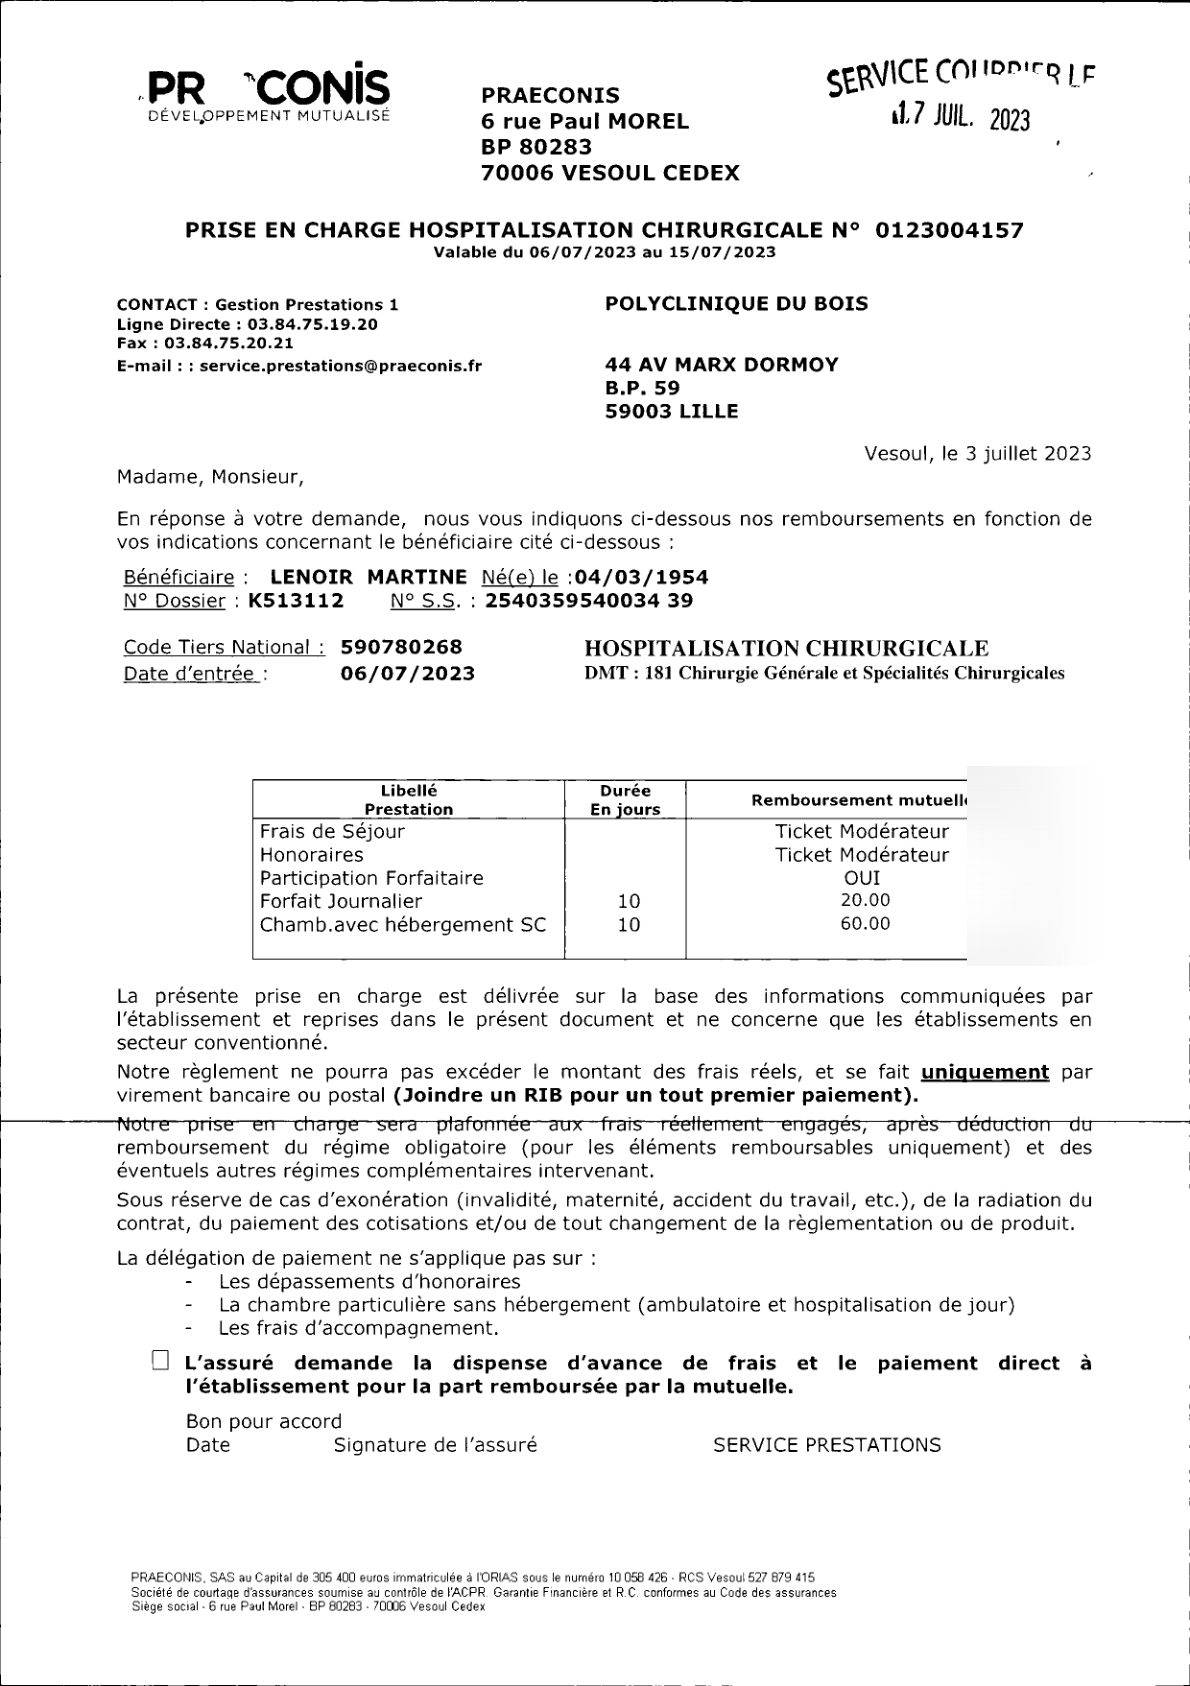 PR CONIS
DÉVELOPPEMENT MUTUALISÉ
PRAECONIS
6 rue Paul MOREL
BP 80283
70006 VESOUL CEDEX
SERVICE COURRIER LE
17 JUIL. 2023
PRISE EN CHARGE HOSPITALISATION CHIRURGICALE N° 0123004157
Valable du 06/07/2023 au 15/07/2023
CONTACT : Gestion Prestations 1
Ligne Directe : 03.84.75.19.20
Fax : 03.84.75.20.21
E-mail : : service.prestations@praeconis.fr
POLYCLINIQUE DU BOIS
44 AV MARX DORMOY
B.P. 59
59003 LILLE
Vesoul, le 3 juillet 2023
Madame, Monsieur,
En réponse à votre demande, nous vous indiquons ci-dessous nos remboursements en fonction de
vos indications concernant le bénéficiaire cité ci-dessous :
Bénéficiaire : LENOIR MARTINE Né(e) le :04/03/1954
N° Dossier : K513112 N° S.S. : 2540359540034 39
Code Tiers National : 590780268 HOSPITALISATION CHIRURGICALE
Date d'entrée : 06/07/2023 DMT : 181 Chirurgie Générale et Spécialités Chirurgicales
Libellé Prestation Durée En jours Remboursement mutuelle
Frais de Séjour Ticket Modérateur
Honoraires Ticket Modérateur
Participation Forfaitaire OUI
Forfait Journalier 10 20.00
Chamb.avec hébergement SC 10 60.00
La présente prise en charge est délivrée sur la base des informations communiquées par
l'établissement et reprises dans le présent document et ne concerne que les établissements en
secteur conventionné.
Notre règlement ne pourra pas excéder le montant des frais réels, et se fait uniquement par
virement bancaire ou postal (Joindre un RIB pour un tout premier paiement).
Notre prise en charge sera plafonnée aux frais réellement engagés, après déduction du
remboursement du régime obligatoire (pour les éléments remboursables uniquement) et des
éventuels autres régimes complémentaires intervenant.
Sous réserve de cas d'exonération (invalidité, maternité, accident du travail, etc.), de la radiation du
contrat, du paiement des cotisations et/ou de tout changement de la règlementation ou de produit.
La délégation de paiement ne s'applique pas sur :
- Les dépassements d'honoraires
- La chambre particulière sans hébergement (ambulatoire et hospitalisation de jour)
- Les frais d'accompagnement.
L'assuré demande la dispense d'avance de frais et le paiement direct à
l'établissement pour la part remboursée par la mutuelle.
Bon pour accord
Date Signature de l'assuré SERVICE PRESTATIONS
PRAECONIS, SAS au Capital de 305 400 euros immatriculée à l'ORIAS sous le numéro 10 058 426 - RCS Vesoul 527 879 415
Société de courtage d'assurances soumise au contrôle de l'ACPR. Garantie Financière et R.C. conformes au Code des assurances
Siège social - 6 rue Paul Morel - BP 80283 - 70006 Vesoul Cedex